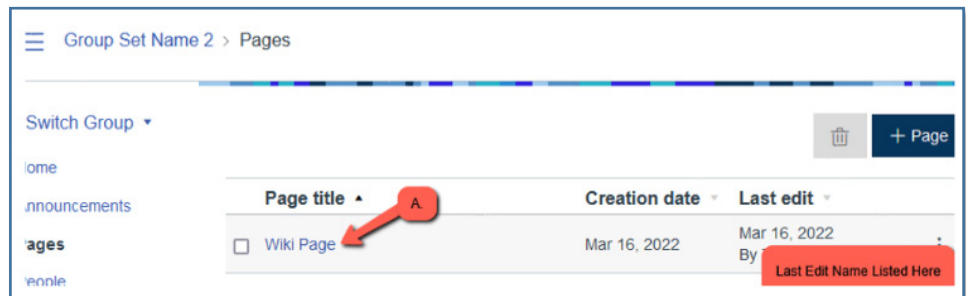 Group Set Name 2 > Pages
Switch Group
+ Page
ome
nnouncements
ages
eople
Page title
A.
Creation date
Last edit
Wiki Page
Mar 16, 2022
Mar 16, 2022
By
Last Edit Name Listed Here